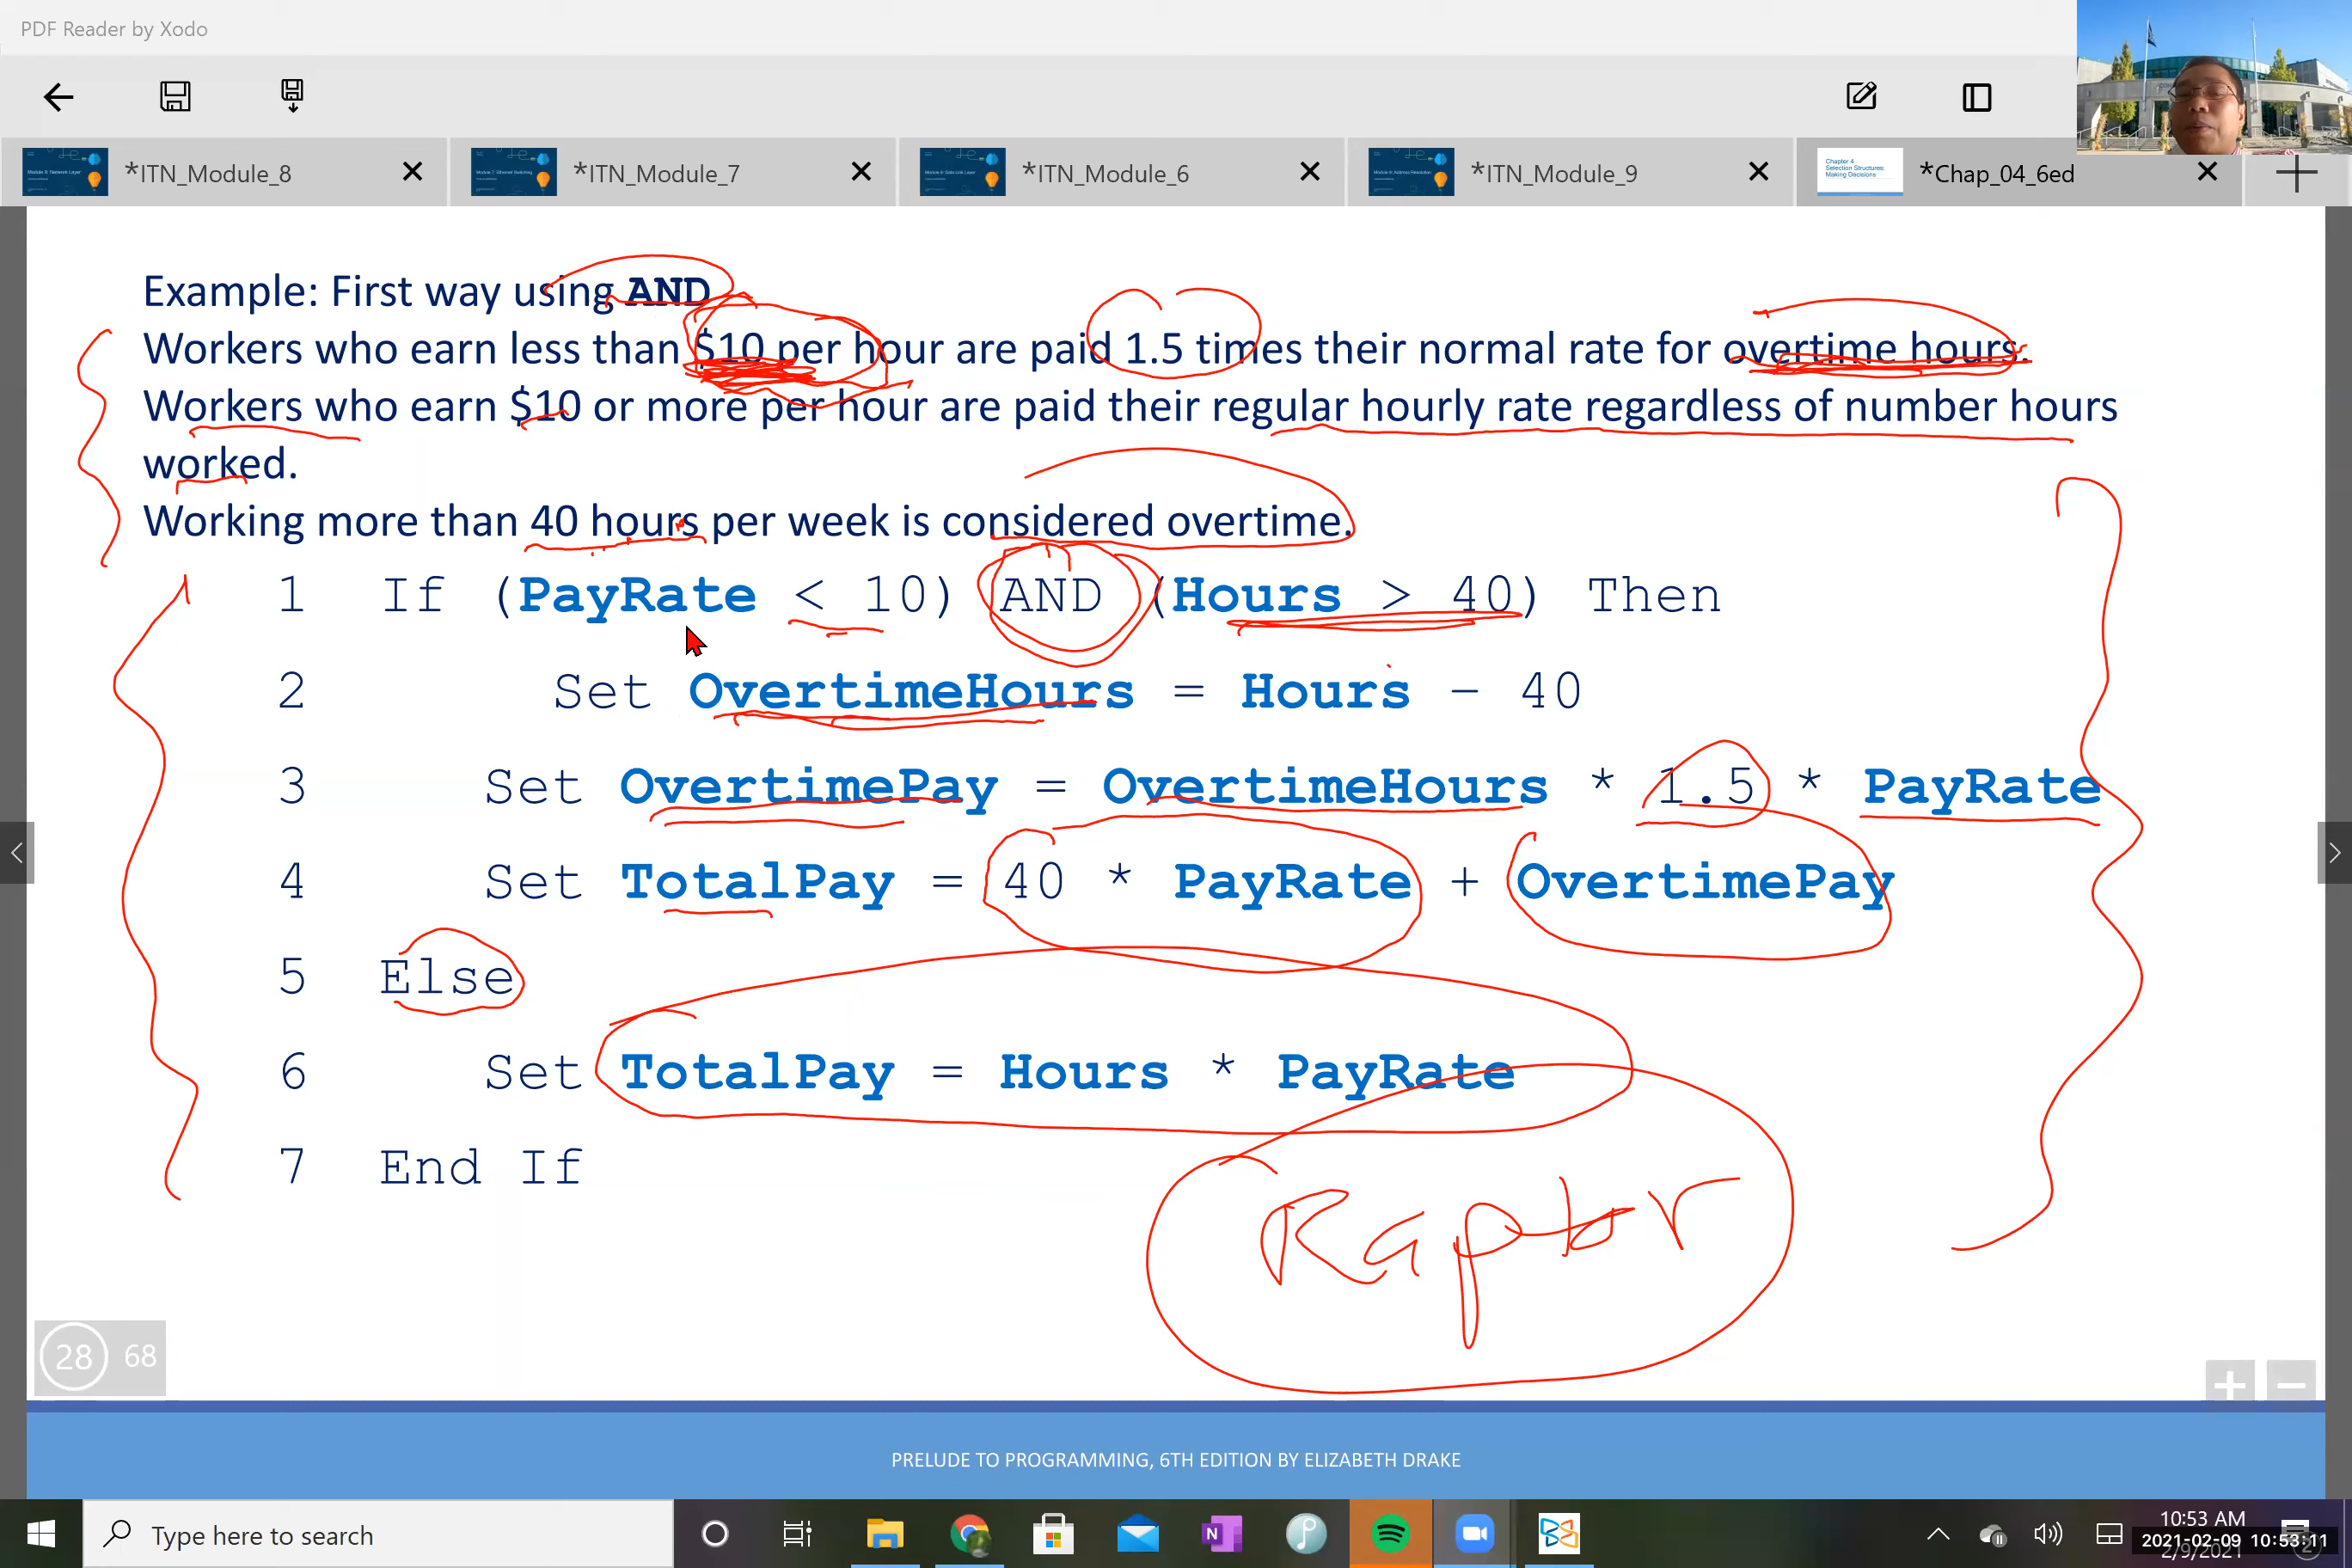 PDF Reader by Xodo
*ITN_Module_8
*ITN_Module_7
*ITN_Module_6
*ITN_Module_9
*Chap_04_6ed
Example: First way using AND
Workers who earn less than $10 per hour are paid 1.5 times their normal rate for overtime hours.
Workers who earn $10 or more per hour are paid their regular hourly rate regardless of number hours
worked.
Working more than 40 hours per week is considered overtime.
1 If (PayRate < 10) AND (Hours > 40) Then
2 Set OvertimeHours = Hours – 40
3 Set OvertimePay = OvertimeHours * 1.5 * PayRate
4 Set TotalPay = 40 * PayRate + OvertimePay
5 Else
6 Set TotalPay = Hours * PayRate
7 End If
Raptor
28 68
PRELUDE TO PROGRAMMING, 6TH EDITION BY ELIZABETH DRAKE
Type here to search
10:53 AM
2021-02-09 10:53:11